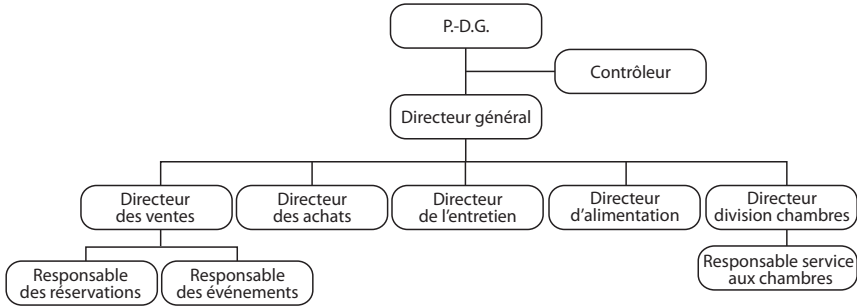 P.-D.G.
Contrôleur
Directeur général
Directeur
des ventes
Directeur
des achats
Directeur
de l'entretien
Directeur
d'alimentation
Directeur
division chambres
Responsable
des réservations
Responsable
des événements
Responsable service
aux chambres